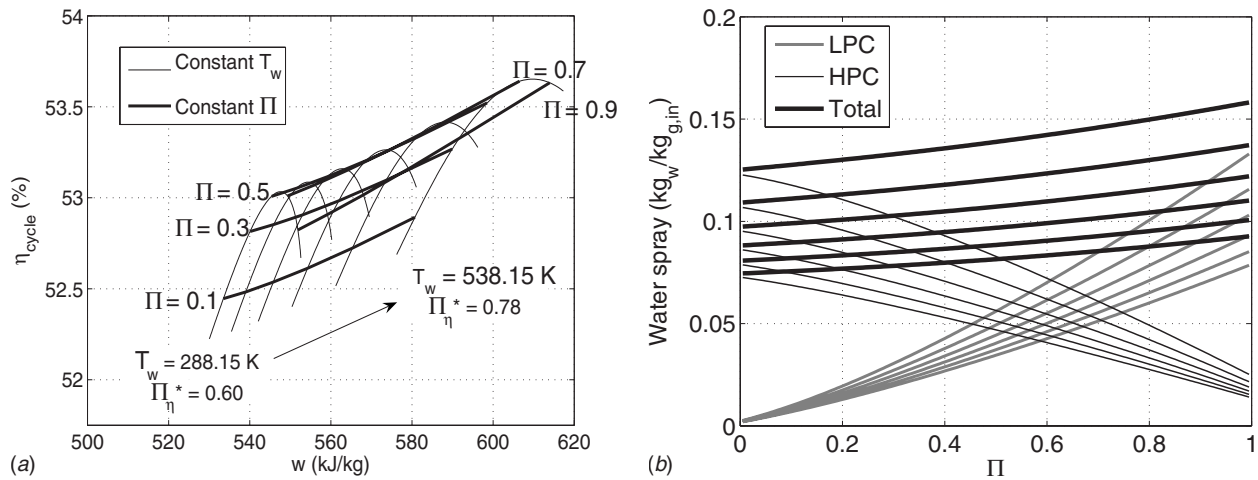 54
53.5
53
52.5
52
η_cycle (%)
Constant T_w
Constant Π
Π = 0.7
Π = 0.9
Π = 0.5
Π = 0.3
Π = 0.1
T_w = 538.15 K
Π_η* = 0.78
T_w = 288.15 K
Π_η* = 0.60
500 520 540 560 580 600 620
w (kJ/kg)
(a)
0.2
0.15
0.1
0.05
0
Water spray (kg_w/kg_g,in)
LPC
HPC
Total
0 0.2 0.4 0.6 0.8 1
Π
(b)